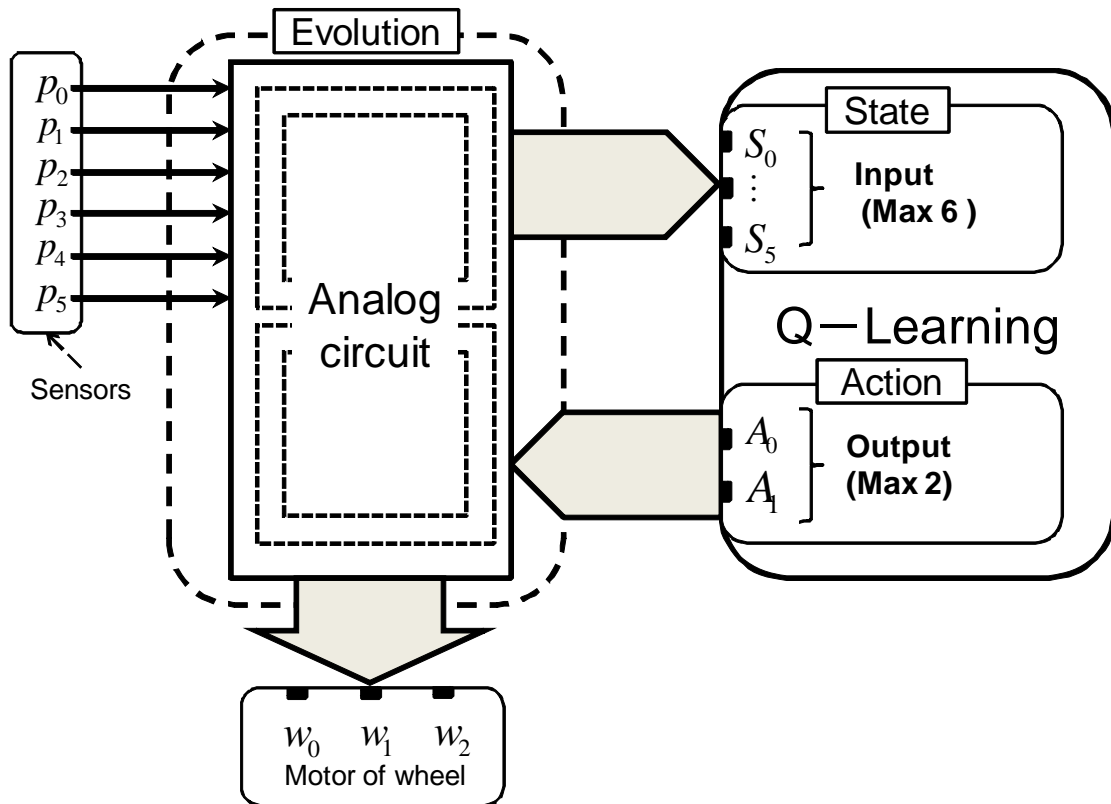 Evolution
p₀
p₁
p₂
p₃
p₄
p₅
Sensors
Analog
circuit
State
S₀
⋮
S₅
Input
(Max 6 )
Q−Learning
Action
A₀
A₁
Output
(Max 2)
w₀ w₁ w₂
Motor of wheel